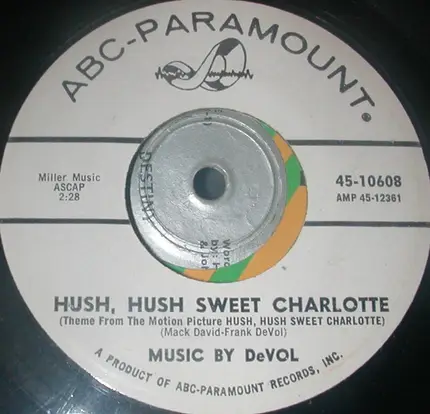 ABC-PARAMOUNT®
Miller Music
ASCAP
2:28
45-10608
AMP 45-12361
DESTINY
HUSH, HUSH SWEET CHARLOTTE
(Theme From The Motion Picture HUSH, HUSH SWEET CHARLOTTE)
(Mack David-Frank DeVol)
MUSIC BY DeVOL
A PRODUCT OF ABC-PARAMOUNT RECORDS, INC.